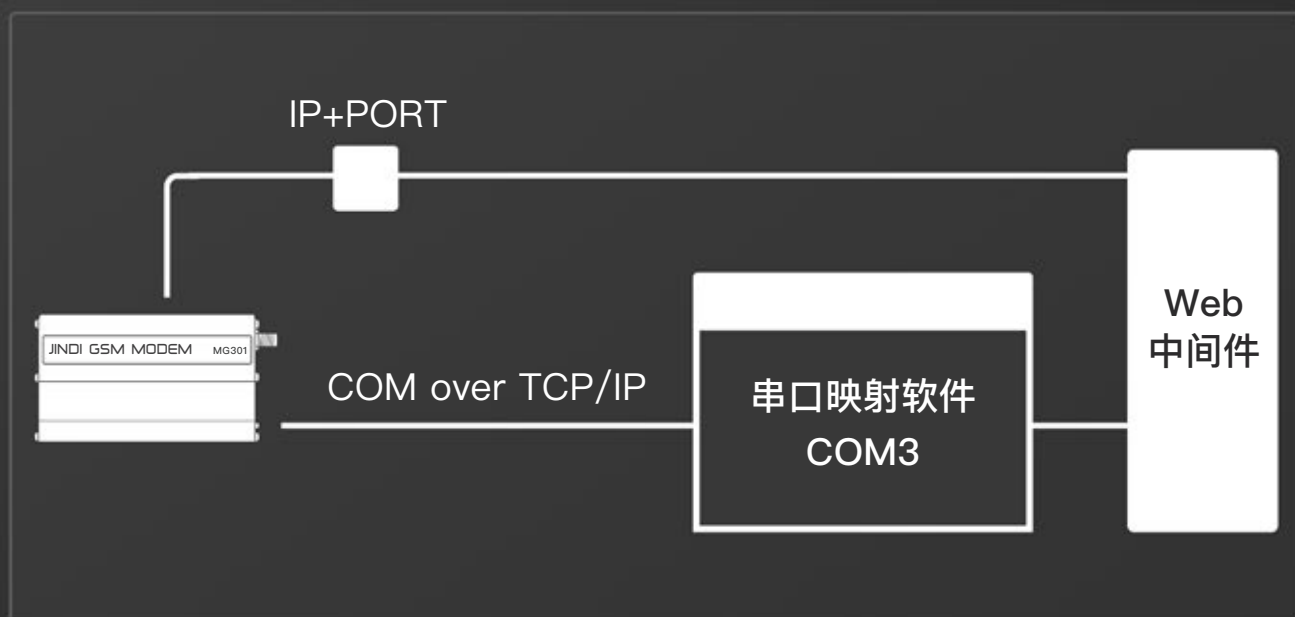 IP+PORT
JINDI GSM MODEM MG301
COM over TCP/IP
串口映射软件
COM3
Web
中间件